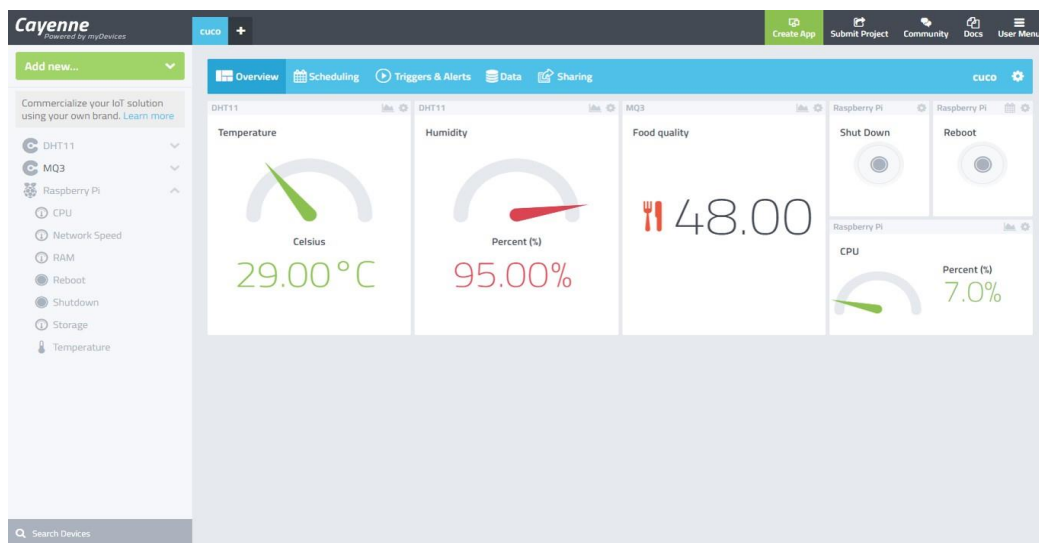 Cayenne
Powered by myDevices
cuco +
Create App
Submit Project
Community
Docs
User Menu
Add new...
Commercialize your IoT solution
using your own brand. Learn more
DHT11
MQ3
Raspberry Pi
CPU
Network Speed
RAM
Reboot
Shutdown
Storage
Temperature
Search Devices
Overview
Scheduling
Triggers & Alerts
Data
Sharing
cuco
DHT11
Temperature
Celsius
29.00°C
DHT11
Humidity
Percent (%)
95.00%
MQ3
Food quality
48.00
Raspberry Pi
Shut Down
Raspberry Pi
Reboot
Raspberry Pi
CPU
Percent (%)
7.0%